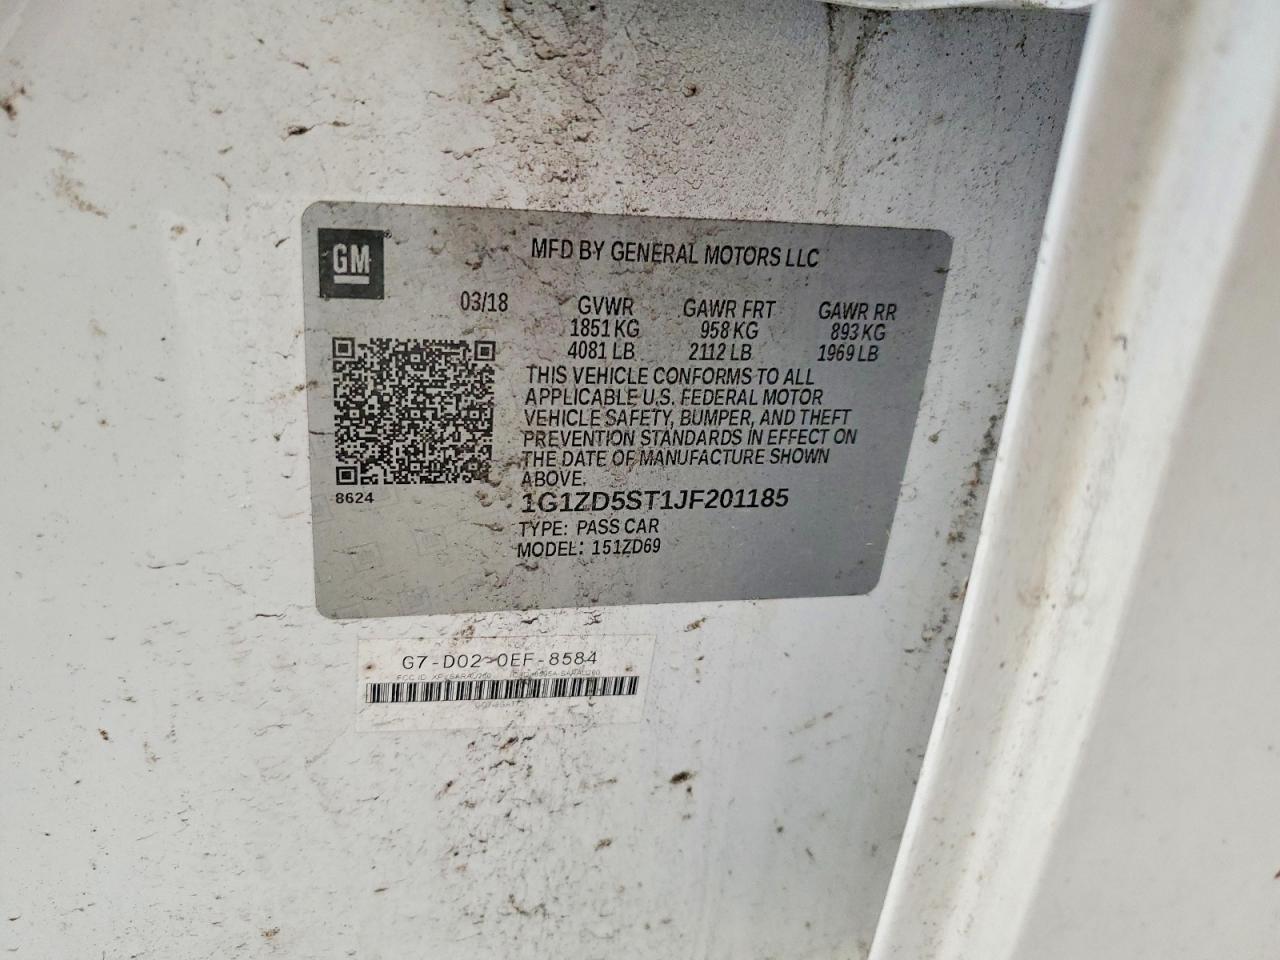 GM®
MFD BY GENERAL MOTORS LLC
03/18 GVWR GAWR FRT GAWR RR
1851 KG 958 KG 893 KG
4081 LB 2112 LB 1969 LB
THIS VEHICLE CONFORMS TO ALL
APPLICABLE U.S. FEDERAL MOTOR
VEHICLE SAFETY, BUMPER, AND THEFT
PREVENTION STANDARDS IN EFFECT ON
THE DATE OF MANUFACTURE SHOWN
ABOVE.
8624
1G1ZD5ST1JF201185
TYPE: PASS CAR
MODEL: 151ZD69
G7-D02-0EF-8584
FCC ID